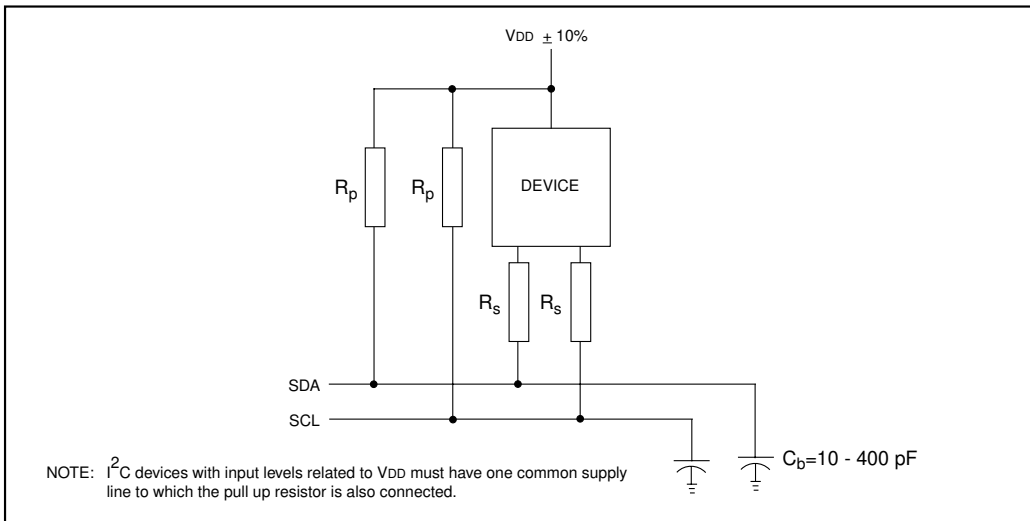 VDD ± 10%
DEVICE
Rp
Rp
Rs
Rs
SDA
SCL
Cb=10 - 400 pF
NOTE: I2C devices with input levels related to VDD must have one common supply
line to which the pull up resistor is also connected.